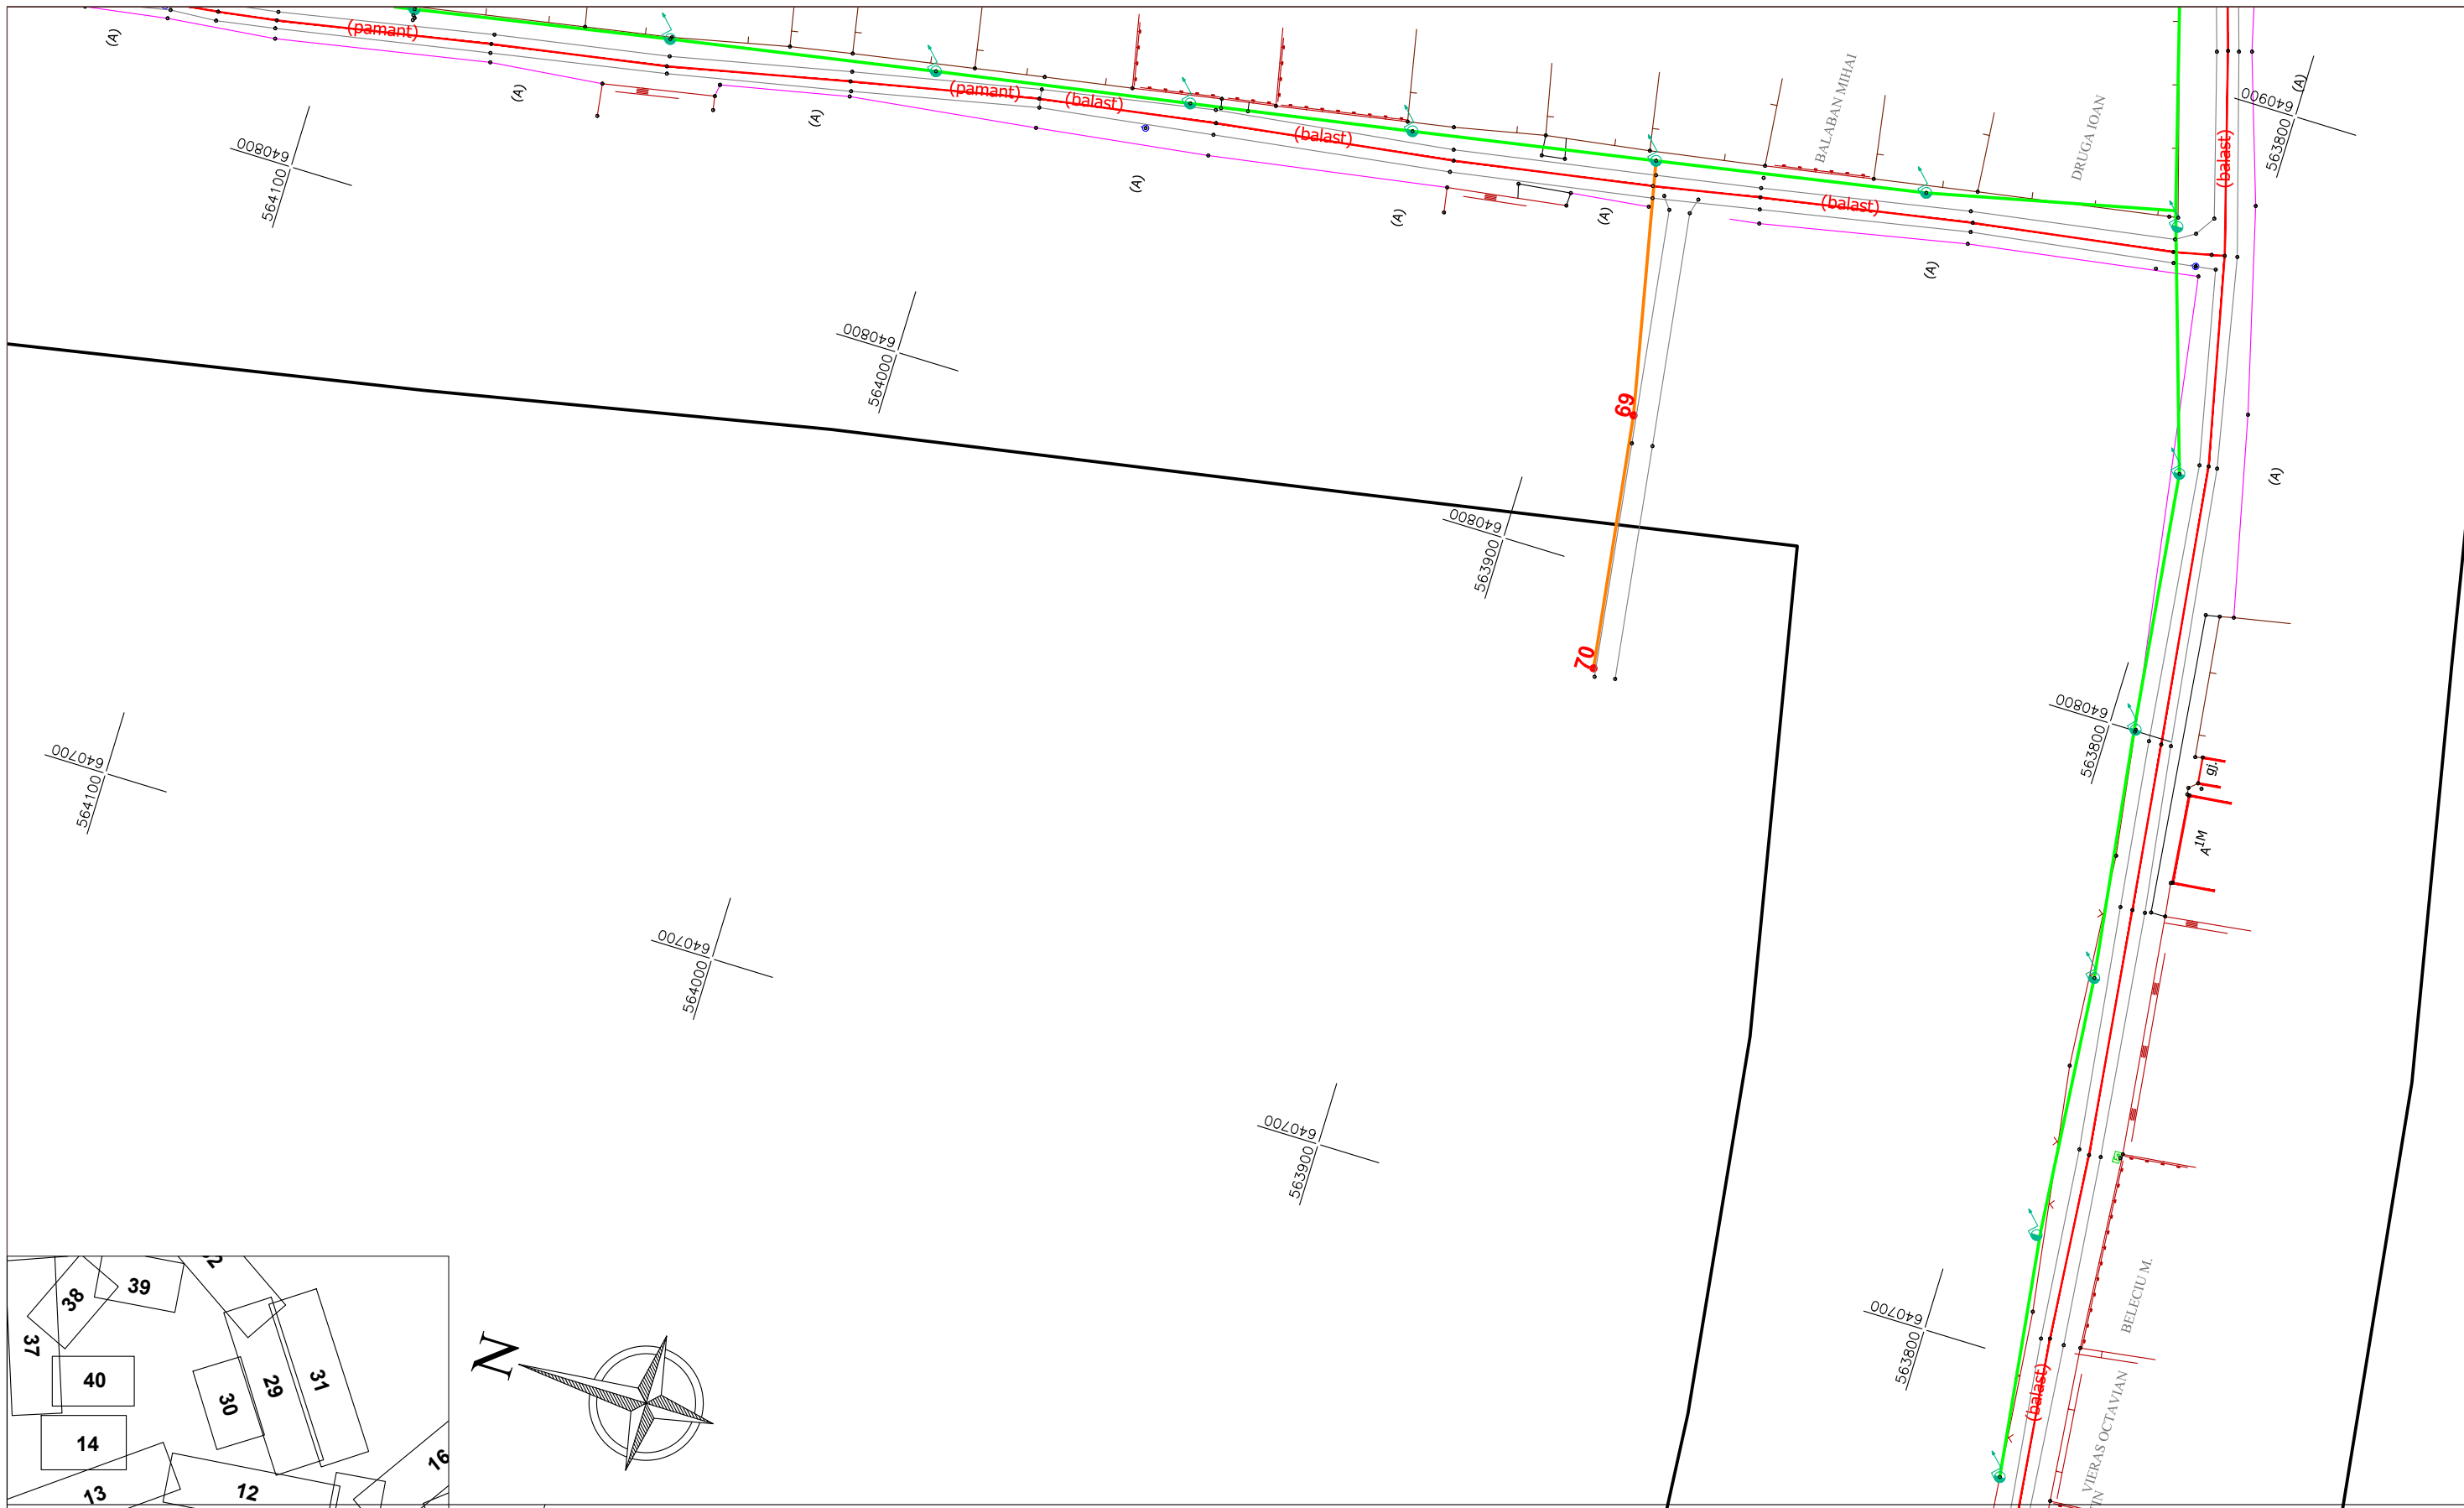 (A)
(pamant)
(A)
(A)
(pamant)
(balast)
(A)
(balast)
(A)
(A)
BALABAN MIHAI
(balast)
DRUGA IOAN
(A)
(balast)
(A)
640900
563800
640800
564100
640800
564000
69
640800
563900
70
(A)
640800
563800
gj.
A1M
640700
564100
640700
564000
640700
563900
640700
563800
BELECIU M.
(balast)
VIERAS OCTAVIAN
N
38
39
37
40
30
29
31
14
13
12
16